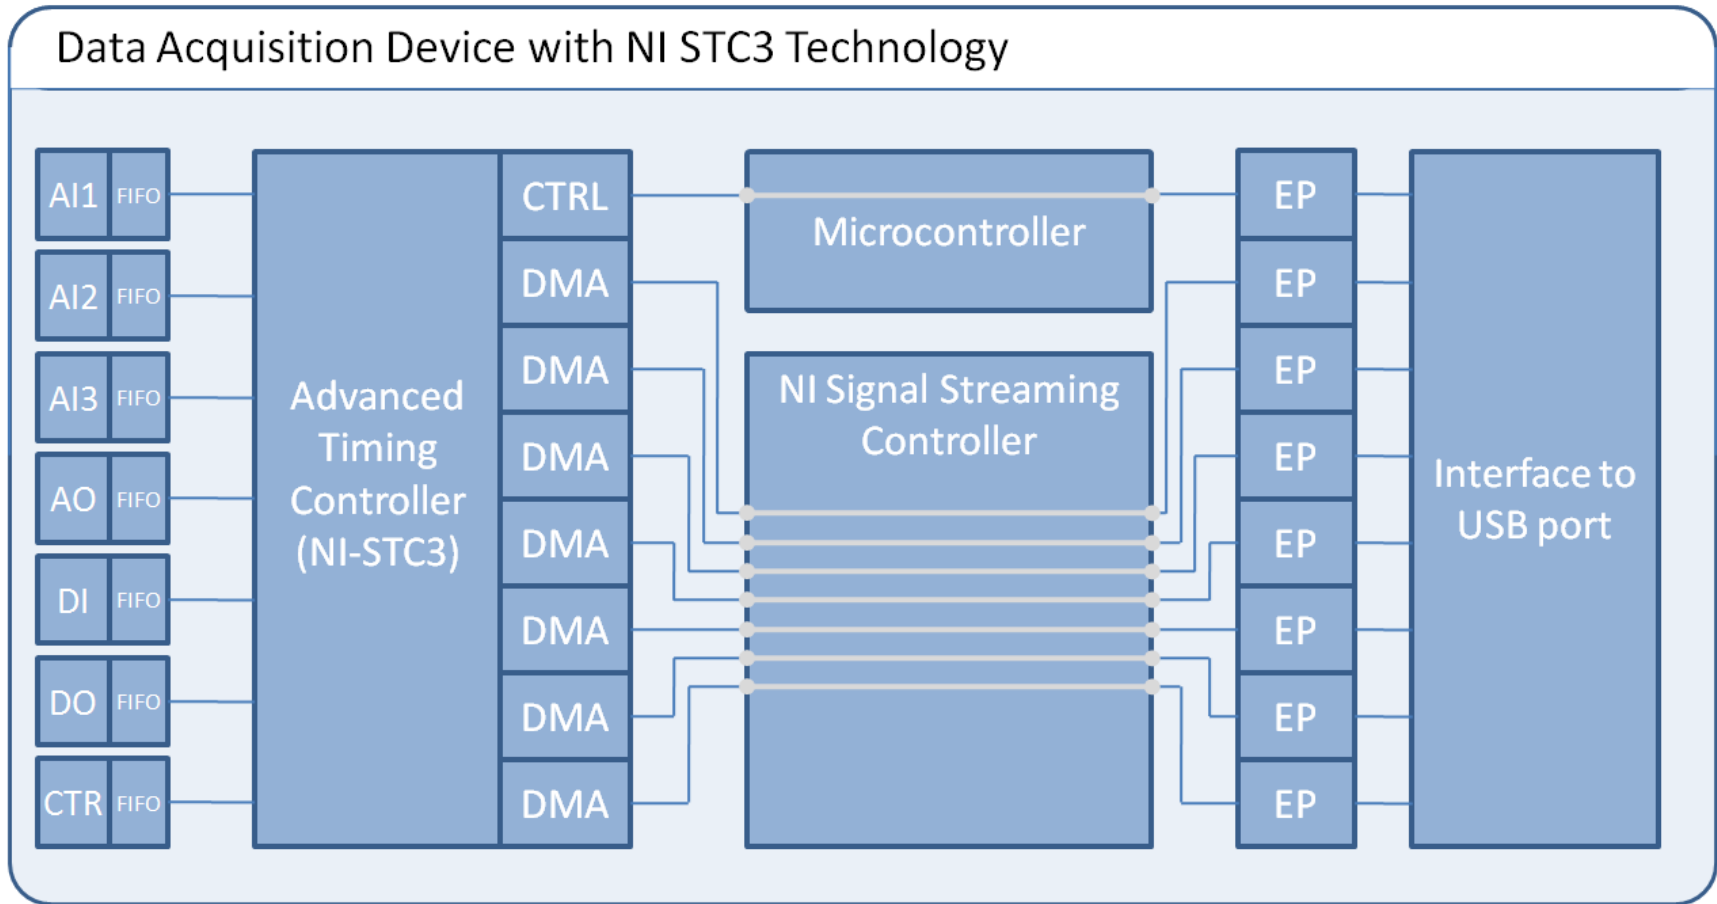 Data Acquisition Device with NI STC3 Technology
AI1 FIFO
AI2 FIFO
AI3 FIFO
AO FIFO
DI FIFO
DO FIFO
CTR FIFO
Advanced
Timing
Controller
(NI-STC3)
CTRL
DMA
DMA
DMA
DMA
DMA
DMA
DMA
Microcontroller
NI Signal Streaming
Controller
EP
EP
EP
EP
EP
EP
EP
EP
Interface to
USB port